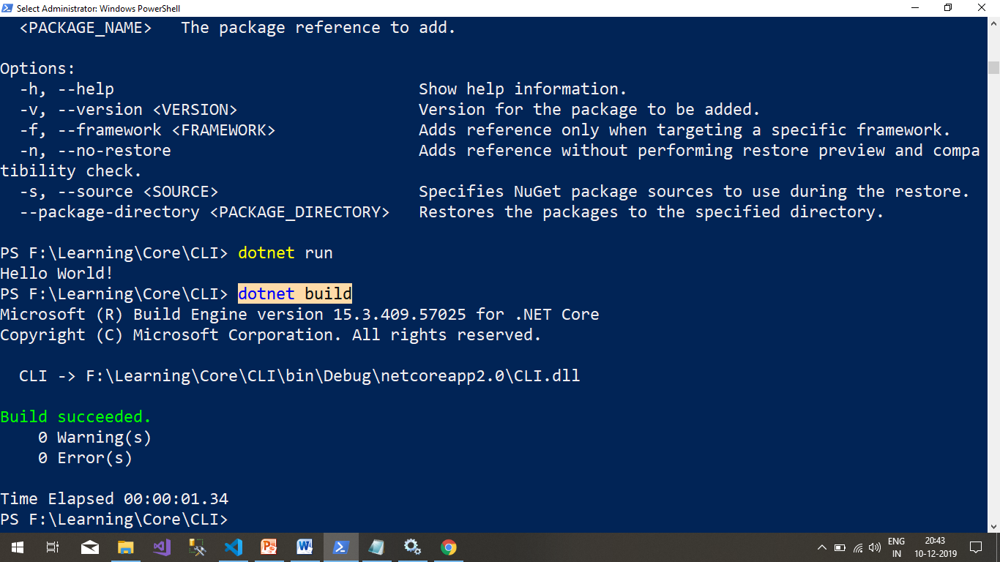 Select Administrator: Windows PowerShell
<PACKAGE_NAME>   The package reference to add.
Options:
-h, --help                                Show help information.
-v, --version <VERSION>                   Version for the package to be added.
-f, --framework <FRAMEWORK>               Adds reference only when targeting a specific framework.
-n, --no-restore                          Adds reference without performing restore preview and compa
tibility check.
-s, --source <SOURCE>                     Specifies NuGet package sources to use during the restore.
--package-directory <PACKAGE_DIRECTORY>   Restores the packages to the specified directory.
PS F:\Learning\Core\CLI> dotnet run
Hello World!
PS F:\Learning\Core\CLI> dotnet build
Microsoft (R) Build Engine version 15.3.409.57025 for .NET Core
Copyright (C) Microsoft Corporation. All rights reserved.
CLI -> F:\Learning\Core\CLI\bin\Debug\netcoreapp2.0\CLI.dll
Build succeeded.
0 Warning(s)
0 Error(s)
Time Elapsed 00:00:01.34
PS F:\Learning\Core\CLI>
ENG 20:43
IN 10-12-2019